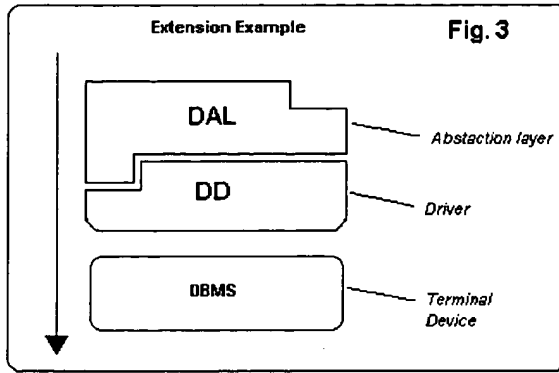 Extension Example
Fig. 3
DAL
Abstaction layer
DD
Driver
DBMS
Terminal
Device